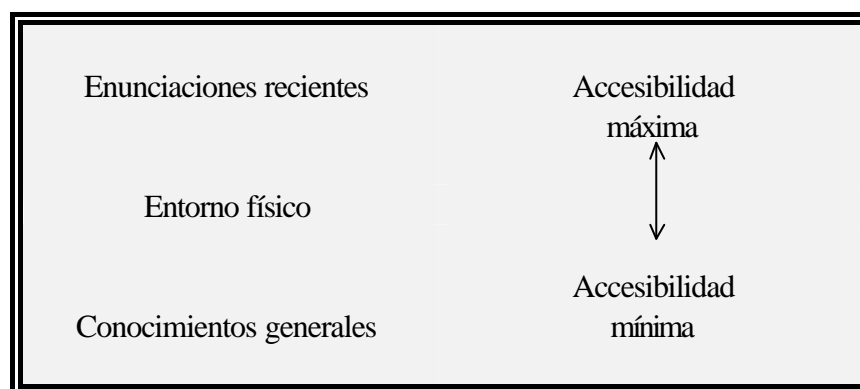 Enunciaciones recientes
Accesibilidad
máxima
Entorno físico
Accesibilidad
mínima
Conocimientos generales